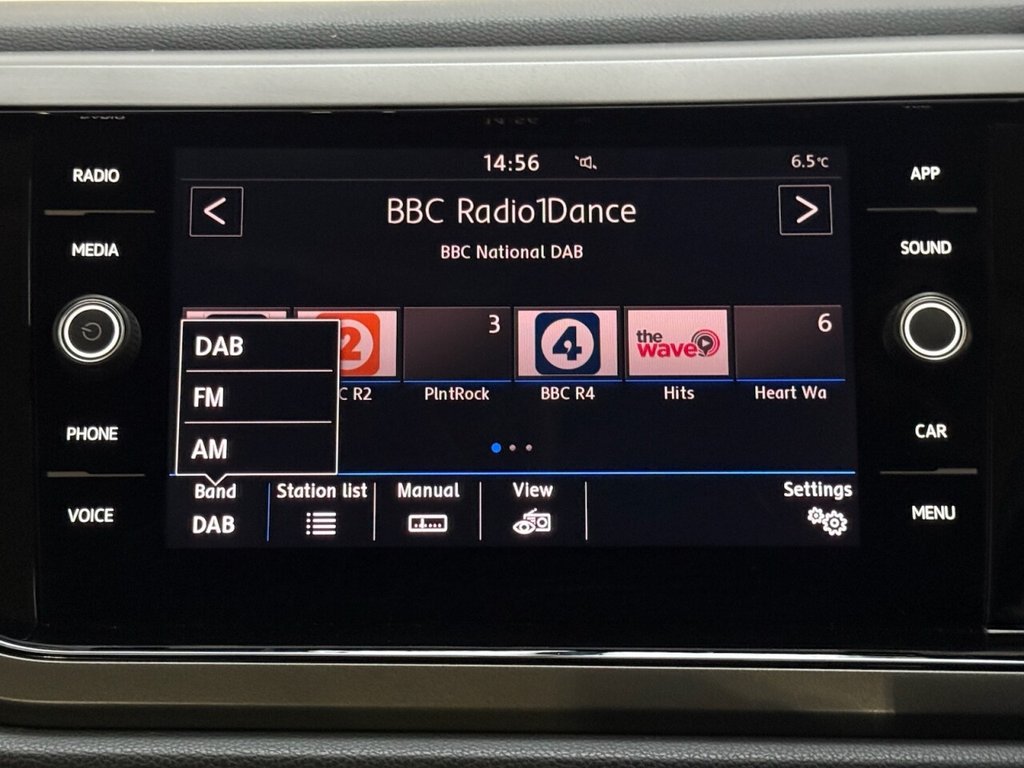 RADIO
MEDIA
PHONE
VOICE
14:56
6.5°C
<
BBC Radio1Dance
>
BBC National DAB
2
3
4
the
wave
6
C R2
PlntRock
BBC R4
Hits
Heart Wa
DAB
FM
AM
Band
DAB
Station list
Manual
View
Settings
APP
SOUND
CAR
MENU